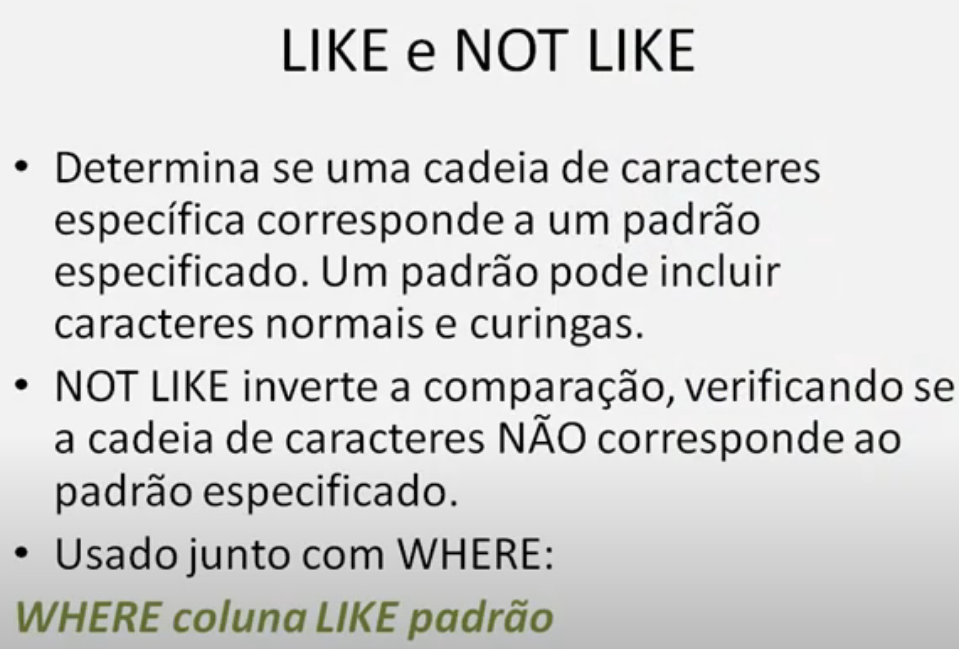 LIKE e NOT LIKE
• Determina se uma cadeia de caracteres
específica corresponde a um padrão
especificado. Um padrão pode incluir
caracteres normais e curingas.
• NOT LIKE inverte a comparação, verificando se
a cadeia de caracteres NÃO corresponde ao
padrão especificado.
• Usado junto com WHERE:
WHERE coluna LIKE padrão